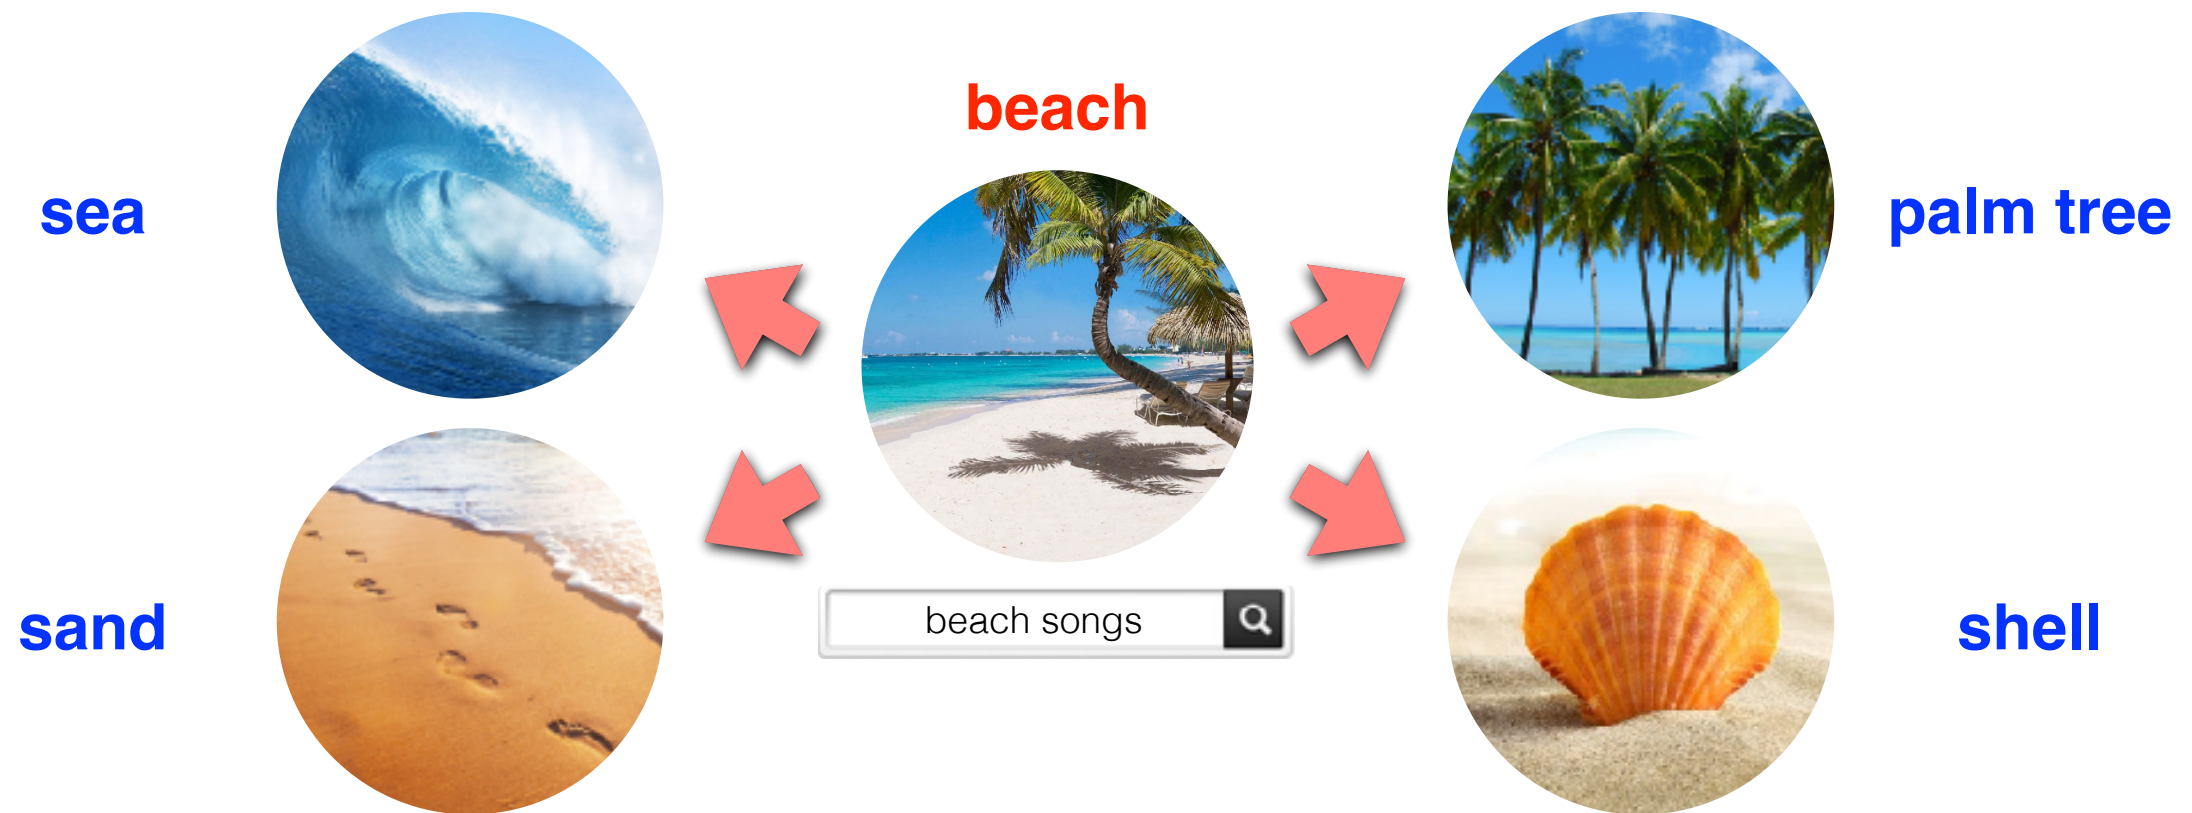 beach
sea
palm tree
beach songs
sand
shell